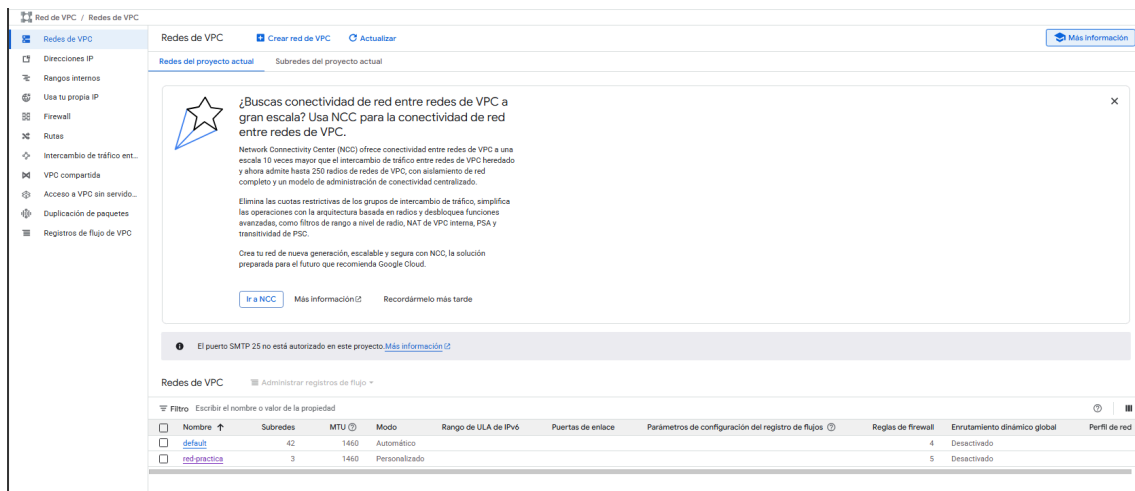 Red de VPC / Redes de VPC
Redes de VPC
Direcciones IP
Rangos internos
Usa tu propia IP
Firewall
Rutas
Intercambio de tráfico ent...
VPC compartida
Acceso a VPC sin servido...
Duplicación de paquetes
Registros de flujo de VPC
Redes de VPC Crear red de VPC Actualizar Más información
Redes del proyecto actual Subredes del proyecto actual
¿Buscas conectividad de red entre redes de VPC a
gran escala? Usa NCC para la conectividad de red
entre redes de VPC.
Network Connectivity Center (NCC) ofrece conectividad entre redes de VPC a una
escala 10 veces mayor que el intercambio de tráfico entre redes de VPC heredado
y ahora admite hasta 250 radios de redes de VPC, con aislamiento de red
completo y un modelo de administración de conectividad centralizado.
Elimina las cuotas restrictivas de los grupos de intercambio de tráfico, simplifica
las operaciones con la arquitectura basada en radios y desbloquea funciones
avanzadas, como filtros de rango a nivel de radio, NAT de VPC interna, PSA y
transitividad de PSC.
Crea tu red de nueva generación, escalable y segura con NCC, la solución
preparada para el futuro que recomienda Google Cloud.
Ir a NCC Más información Recordármelo más tarde
El puerto SMTP 25 no está autorizado en este proyecto.Más información
Redes de VPC Administrar registros de flujo
Filtro Escribir el nombre o valor de la propiedad
Nombre Subredes MTU Modo Rango de ULA de IPv6 Puertas de enlace Parámetros de configuración del registro de flujos Reglas de firewall Enrutamiento dinámico global Perfil de red
default 42 1460 Automático 4 Desactivado
red-practica 3 1460 Personalizado 5 Desactivado